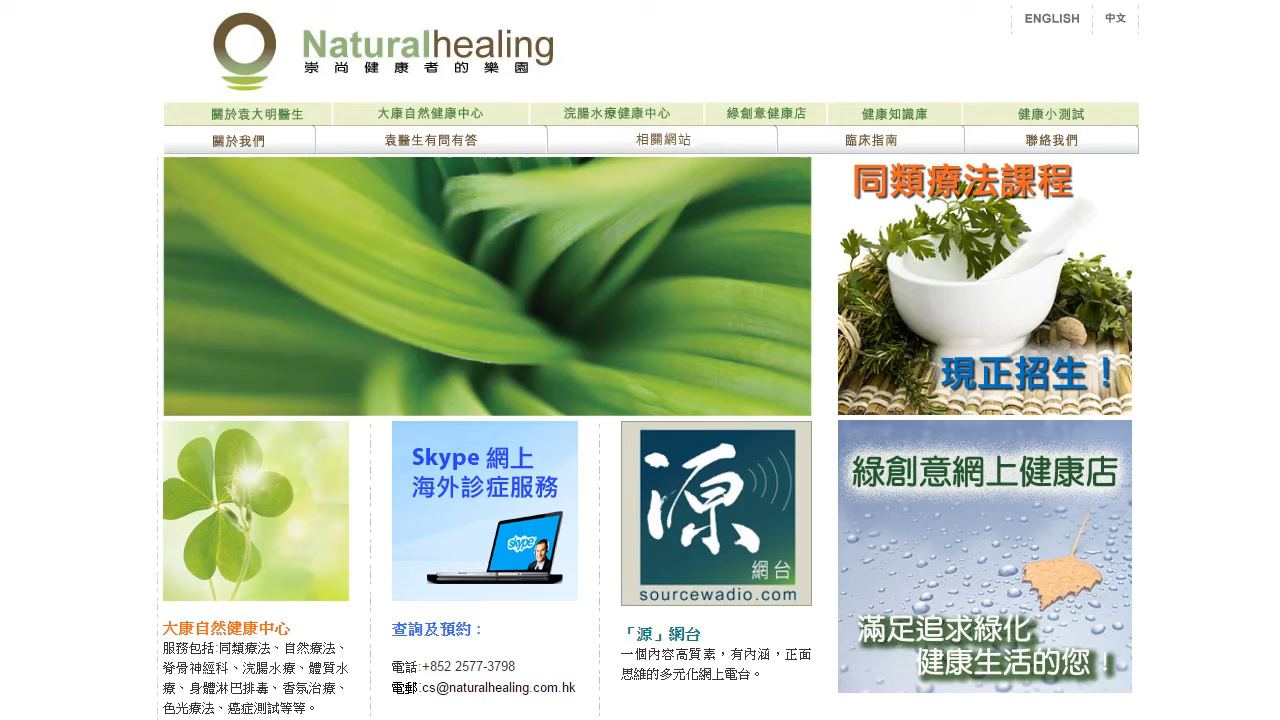 ENGLISH
中文
Naturalhealing
崇尚健康者的樂園
關於袁大明醫生
大康自然健康中心
浣腸水療健康中心
綠創意健康店
健康知識庫
健康小測試
關於我們
袁醫生有問有答
相關網站
臨床指南
聯絡我們
同類療法課程
現正招生！
Skype 網上
海外診症服務
skype
源
網台
sourcewadio.com
綠創意網上健康店
滿足追求綠化
健康生活的您！
大康自然健康中心
服務包括:同類療法、自然療法、
脊骨神經科、浣腸水療、體質水
療、身體淋巴排毒、香氛治療、
色光療法、癌症測試等等。
查詢及預約：
電話:+852 2577-3798
電郵:cs@naturalhealing.com.hk
「源」網台
一個內容高質素，有內涵，正面
思維的多元化網上電台。